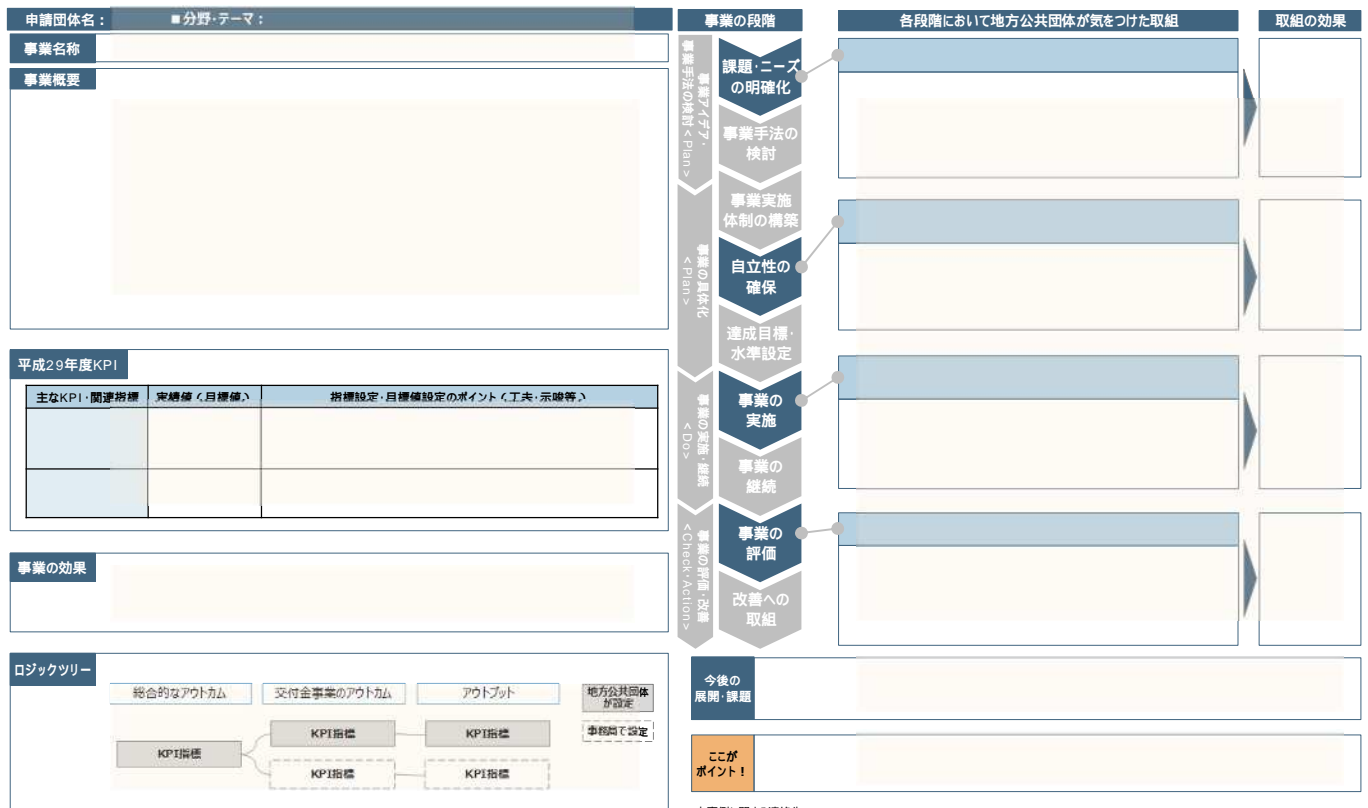 申請団体名：
■分野・テーマ：
事業名称
事業概要
平成29年度KPI
主なKPI・関連指標
実績値（目標値）
指標設定・目標値設定のポイント（工夫・示唆等）
事業の効果
ロジックツリー
総合的なアウトカム
交付金事業のアウトカム
アウトプット
地方公共団体
が設定
事務局で設定
KPI指標
KPI指標
KPI指標
KPI指標
KPI指標
事業の段階
各段階において地方公共団体が気をつけた取組
取組の効果
事業アイデア・
事業手法の検討<Plan>
事業の具体化
<Plan>
事業の実施・継続
<Do>
事業の評価・改善
<Check・Action>
課題・ニーズ
の明確化
事業手法の
検討
事業実施
体制の構築
自立性の
確保
達成目標・
水準設定
事業の
実施
事業の
継続
事業の
評価
改善への
取組
今後の
展開・課題
ここが
ポイント！